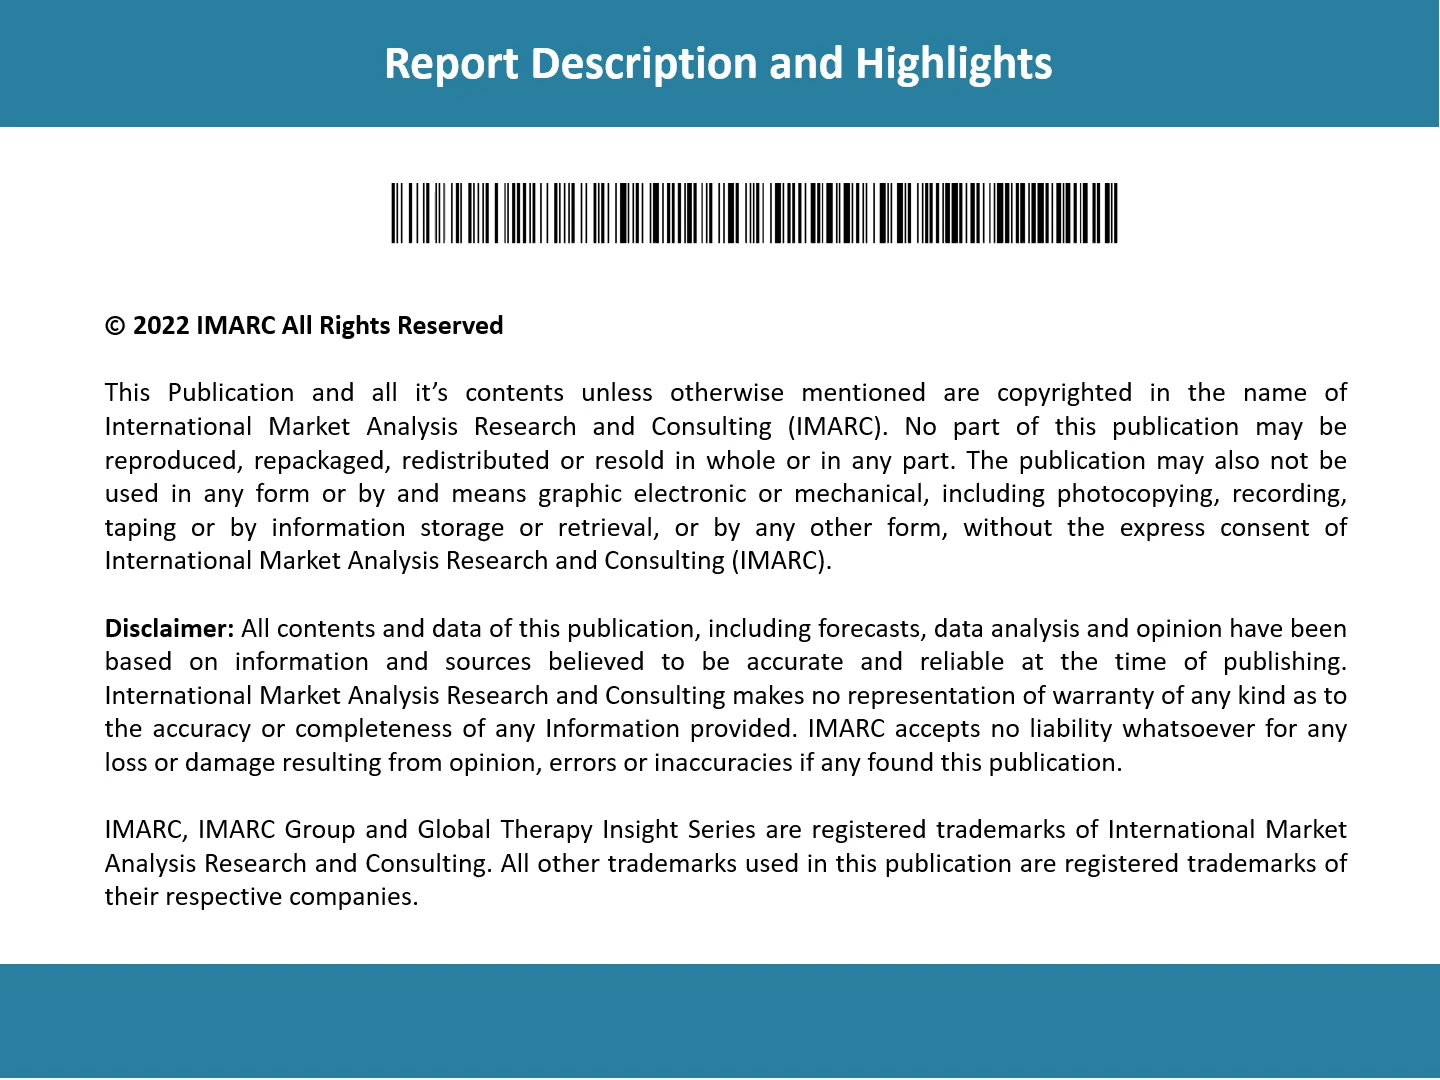 Report Description and Highlights
© 2022 IMARC All Rights Reserved
This Publication and all it’s contents unless otherwise mentioned are copyrighted in the name of
International Market Analysis Research and Consulting (IMARC). No part of this publication may be
reproduced, repackaged, redistributed or resold in whole or in any part. The publication may also not be
used in any form or by and means graphic electronic or mechanical, including photocopying, recording,
taping or by information storage or retrieval, or by any other form, without the express consent of
International Market Analysis Research and Consulting (IMARC).
Disclaimer: All contents and data of this publication, including forecasts, data analysis and opinion have been
based on information and sources believed to be accurate and reliable at the time of publishing.
International Market Analysis Research and Consulting makes no representation of warranty of any kind as to
the accuracy or completeness of any Information provided. IMARC accepts no liability whatsoever for any
loss or damage resulting from opinion, errors or inaccuracies if any found this publication.
IMARC, IMARC Group and Global Therapy Insight Series are registered trademarks of International Market
Analysis Research and Consulting. All other trademarks used in this publication are registered trademarks of
their respective companies.